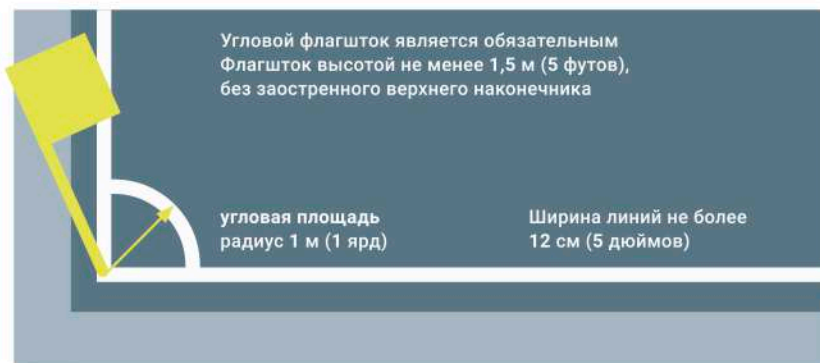 Угловой флагшток является обязательным
Флагшток высотой не менее 1,5 м (5 футов),
без заостренного верхнего наконечника
угловая площадь
радиус 1 м (1 ярд)
Ширина линий не более
12 см (5 дюймов)